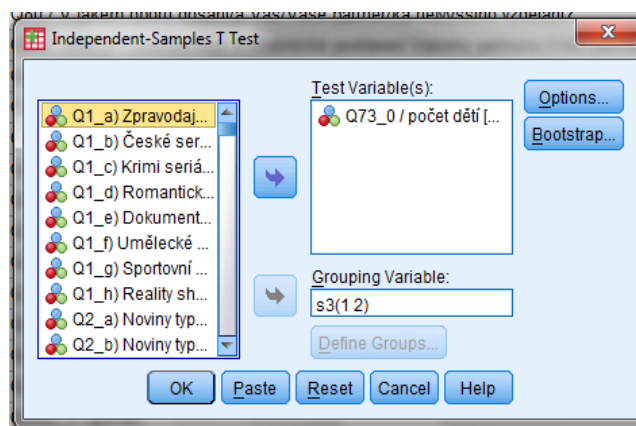 Independent-Samples T Test
Test Variable(s):
Q1_a) Zpravodaj...
Q1_b) České ser...
Q1_c) Krimi seriá...
Q1_d) Romantick...
Q1_e) Dokument...
Q1_f) Umělecké ...
Q1_g) Sportovní ...
Q1_h) Reality sh...
Q2_a) Noviny typ...
Q2_b) Noviny typ...
Q73_0 / počet dětí [...
Options...
Bootstrap...
Grouping Variable:
s3(1 2)
Define Groups...
OK
Paste
Reset
Cancel
Help